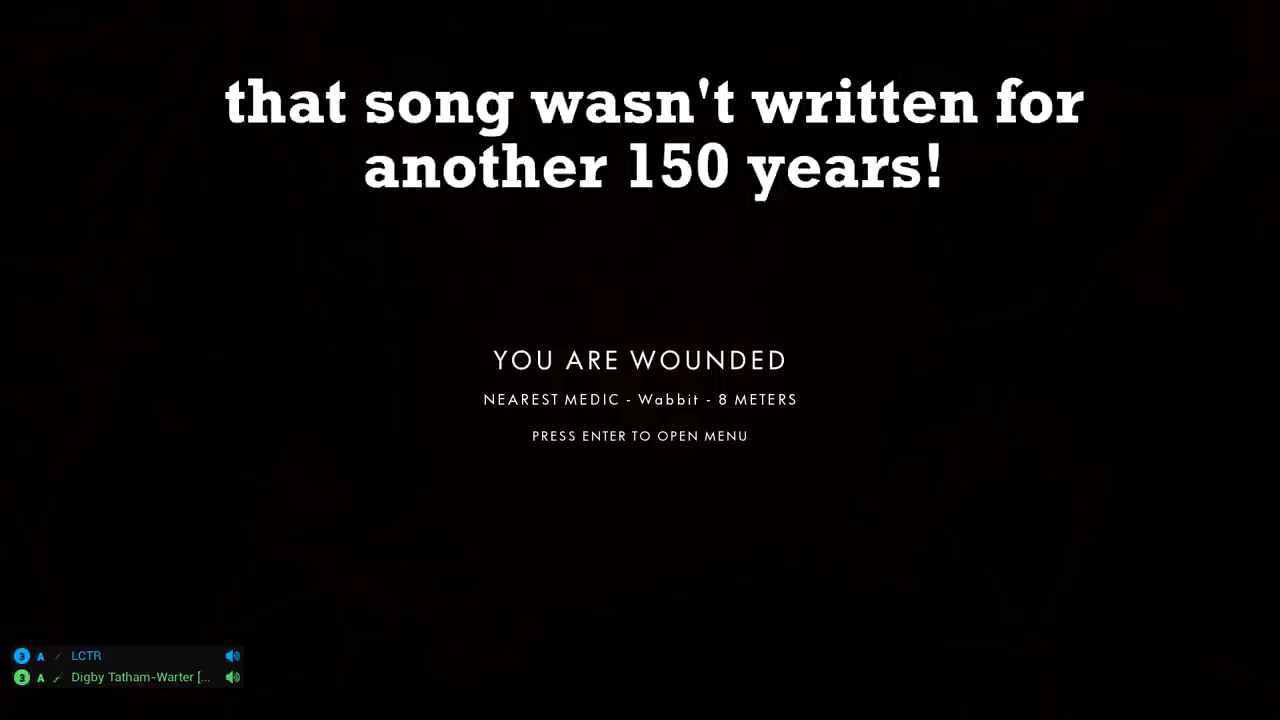 that song wasn't written for
another 150 years!
YOU ARE WOUNDED
NEAREST MEDIC - Wabbit - 8 METERS
PRESS ENTER TO OPEN MENU
3 A LCTR
3 A Digby Tatham-Warter [...